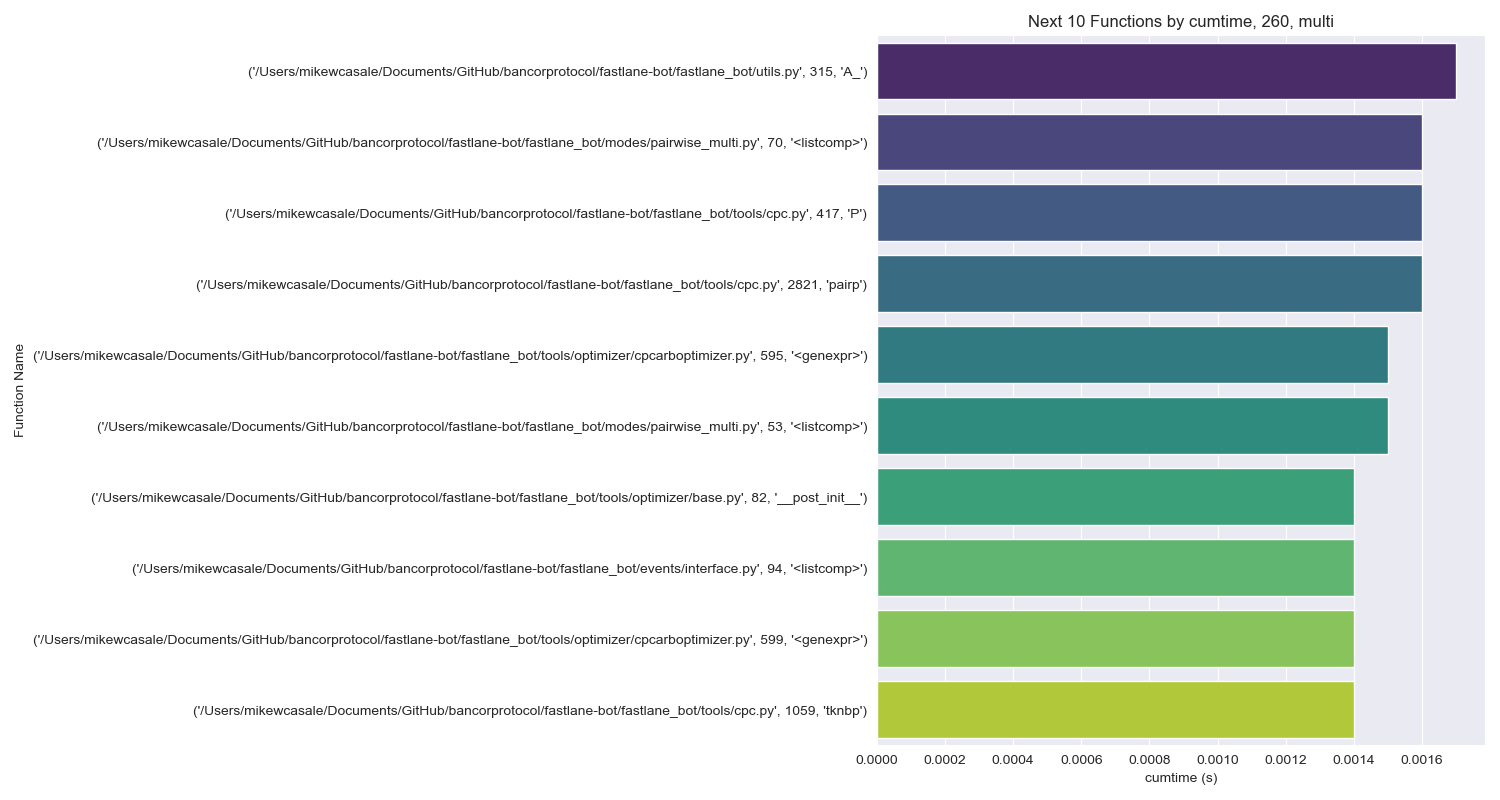 Next 10 Functions by cumtime, 260, multi
('/Users/mikewcasale/Documents/GitHub/bancorprotocol/fastlane-bot/fastlane_bot/utils.py', 315, 'A_')
('/Users/mikewcasale/Documents/GitHub/bancorprotocol/fastlane-bot/fastlane_bot/modes/pairwise_multi.py', 70, '<listcomp>')
('/Users/mikewcasale/Documents/GitHub/bancorprotocol/fastlane-bot/fastlane_bot/tools/cpc.py', 417, 'P')
('/Users/mikewcasale/Documents/GitHub/bancorprotocol/fastlane-bot/fastlane_bot/tools/cpc.py', 2821, 'pairp')
('/Users/mikewcasale/Documents/GitHub/bancorprotocol/fastlane-bot/fastlane_bot/tools/optimizer/cpcarboptimizer.py', 595, '<genexpr>')
('/Users/mikewcasale/Documents/GitHub/bancorprotocol/fastlane-bot/fastlane_bot/modes/pairwise_multi.py', 53, '<listcomp>')
('/Users/mikewcasale/Documents/GitHub/bancorprotocol/fastlane-bot/fastlane_bot/tools/optimizer/base.py', 82, '__post_init__')
('/Users/mikewcasale/Documents/GitHub/bancorprotocol/fastlane-bot/fastlane_bot/events/interface.py', 94, '<listcomp>')
('/Users/mikewcasale/Documents/GitHub/bancorprotocol/fastlane-bot/fastlane_bot/tools/optimizer/cpcarboptimizer.py', 599, '<genexpr>')
('/Users/mikewcasale/Documents/GitHub/bancorprotocol/fastlane-bot/fastlane_bot/tools/cpc.py', 1059, 'tknbp')
Function Name
0.0000 0.0002 0.0004 0.0006 0.0008 0.0010 0.0012 0.0014 0.0016
cumtime (s)